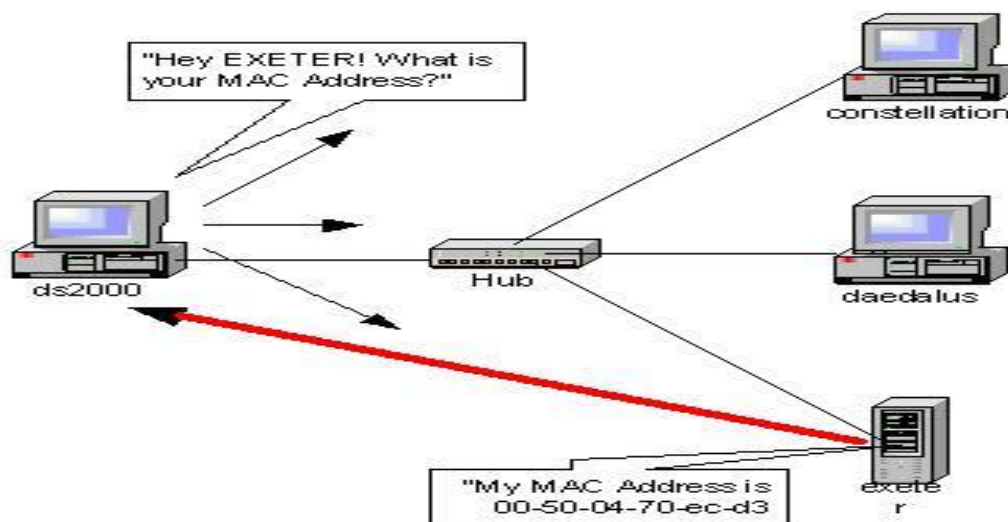 "Hey EXETER! What is
your MAC Address?"
constellation
ds2000
Hub
daedalus
"My MAC Address is
00-50-04-70-ec-d3
exete
r